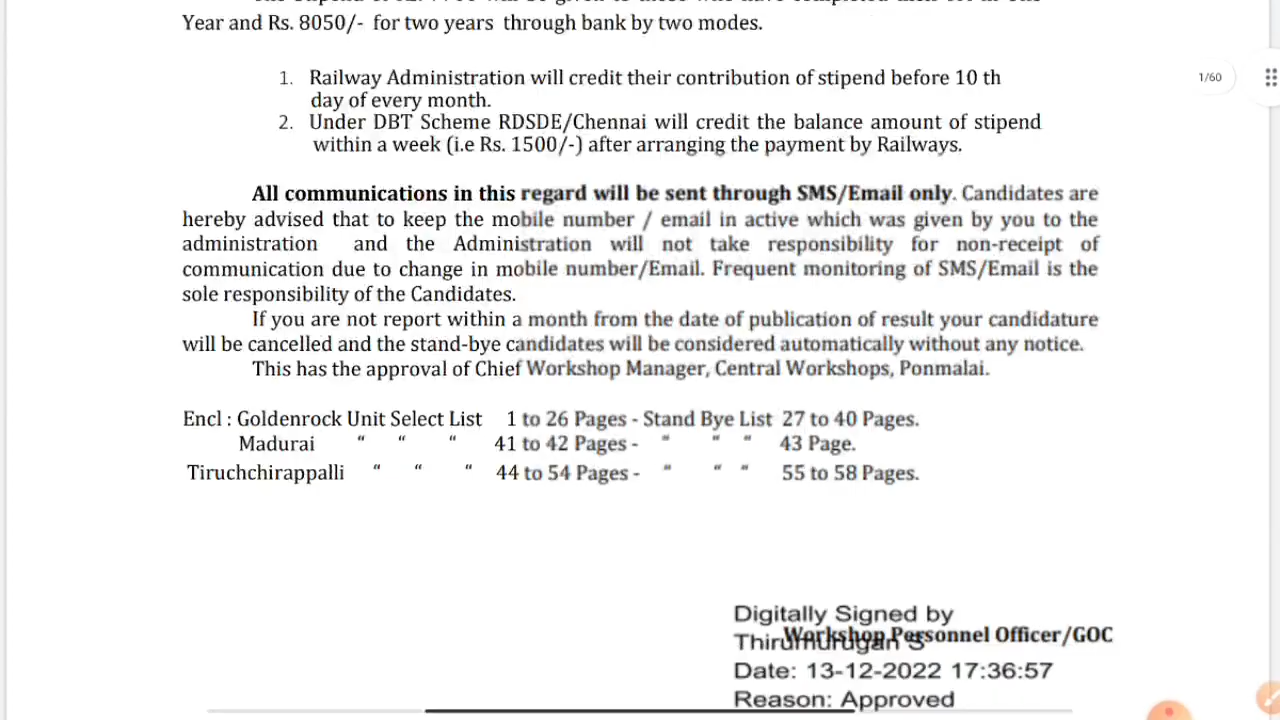 Year and Rs. 8050/- for two years through bank by two modes.
1/60
1. Railway Administration will credit their contribution of stipend before 10 th
day of every month.
2. Under DBT Scheme RDSDE/Chennai will credit the balance amount of stipend
within a week (i.e Rs. 1500/-) after arranging the payment by Railways.
All communications in this regard will be sent through SMS/Email only. Candidates are
hereby advised that to keep the mobile number / email in active which was given by you to the
administration and the Administration will not take responsibility for non-receipt of
communication due to change in mobile number/Email. Frequent monitoring of SMS/Email is the
sole responsibility of the Candidates.
If you are not report within a month from the date of publication of result your candidature
will be cancelled and the stand-bye candidates will be considered automatically without any notice.
This has the approval of Chief Workshop Manager, Central Workshops, Ponmalai.
Encl : Goldenrock Unit Select List 1 to 26 Pages - Stand Bye List 27 to 40 Pages.
Madurai " " " 41 to 42 Pages - " " " 43 Page.
Tiruchchirappalli " " " 44 to 54 Pages - " " " 55 to 58 Pages.
Digitally Signed by
Thirumurugan S
Workshop Personnel Officer/GOC
Date: 13-12-2022 17:36:57
Reason: Approved